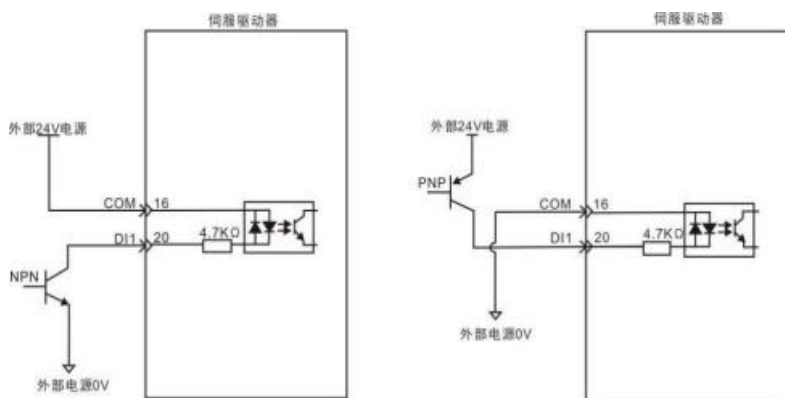 伺服驱动器
外部24V电源
COM
16
DI1
20
4.7KΩ
NPN
外部电源0V
伺服驱动器
外部24V电源
PNP
COM
16
DI1
20
4.7KΩ
外部电源0V